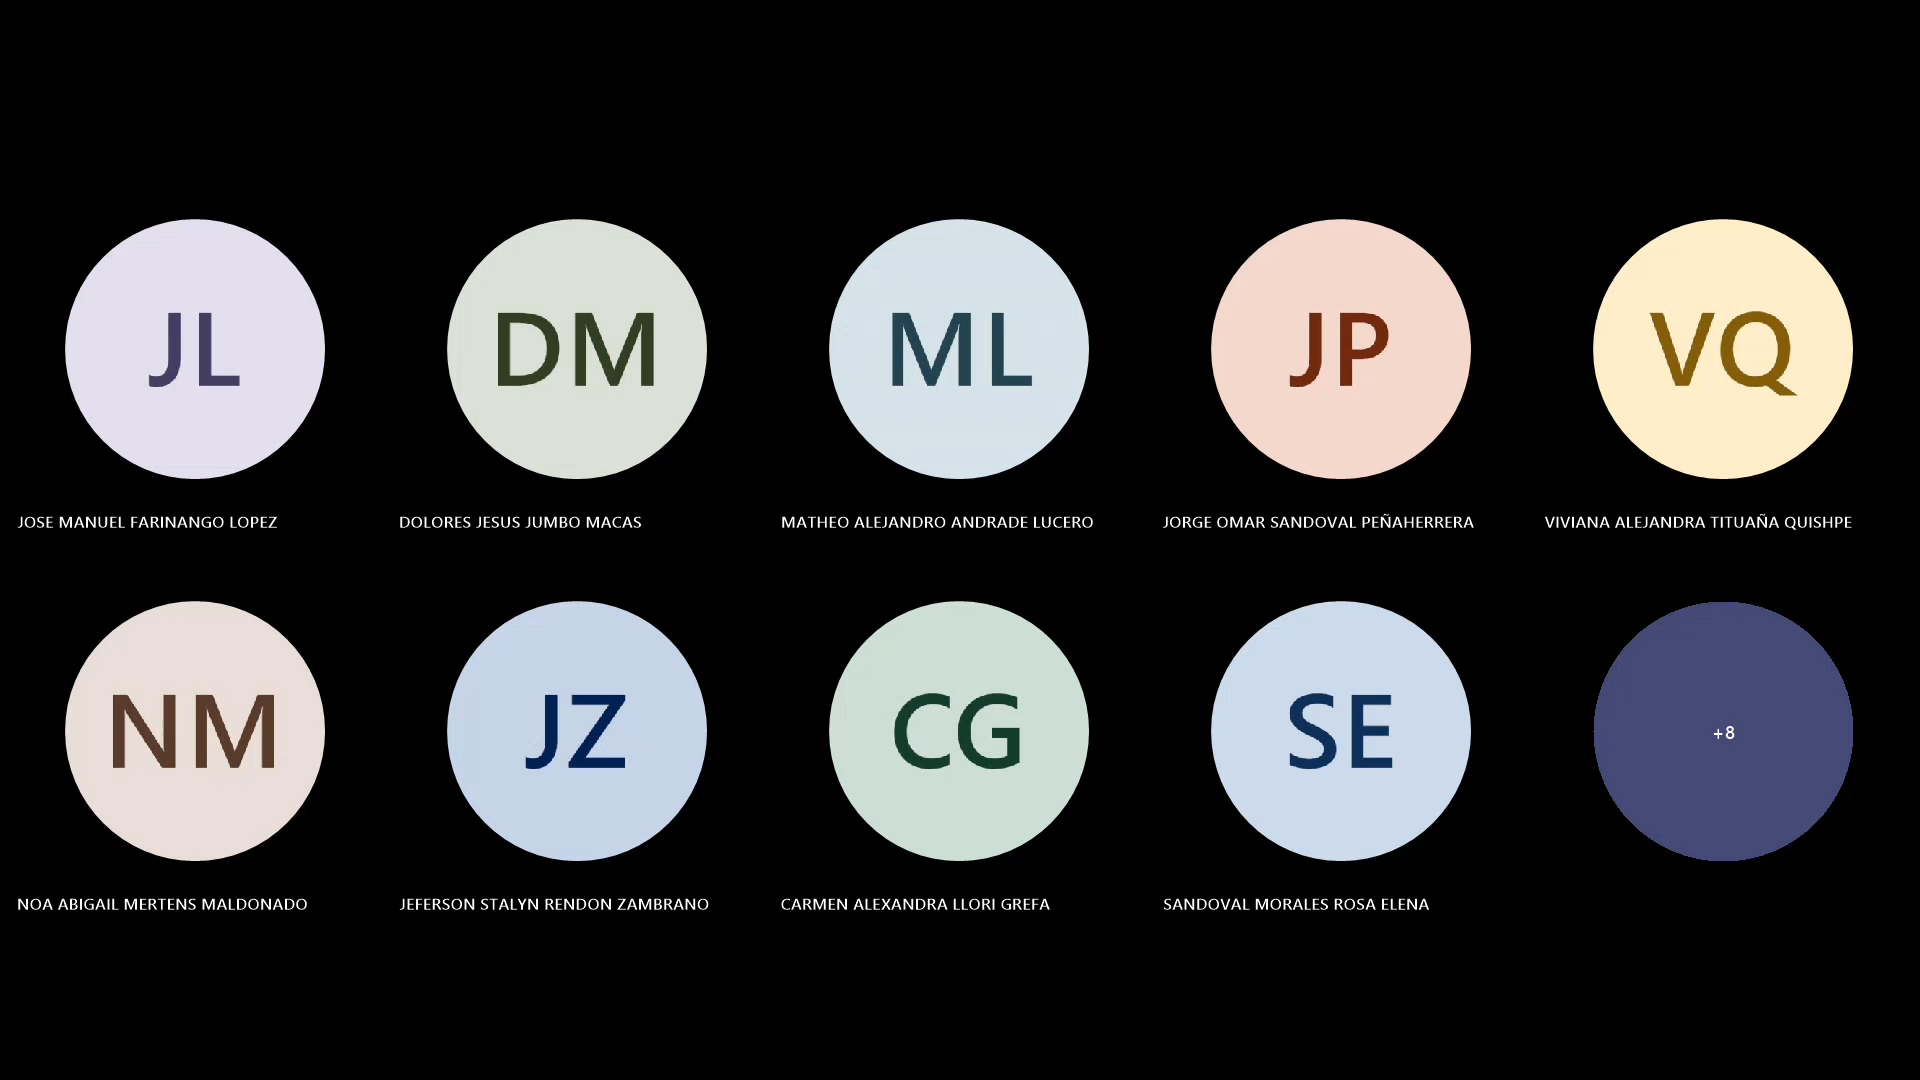 JL
DM
ML
JP
VQ
JOSE MANUEL FARINANGO LOPEZ
DOLORES JESUS JUMBO MACAS
MATHEO ALEJANDRO ANDRADE LUCERO
JORGE OMAR SANDOVAL PEÑAHERRERA
VIVIANA ALEJANDRA TITUAÑA QUISHPE
NM
JZ
CG
SE
+8
NOA ABIGAIL MERTENS MALDONADO
JEFERSON STALYN RENDON ZAMBRANO
CARMEN ALEXANDRA LLORI GREFA
SANDOVAL MORALES ROSA ELENA